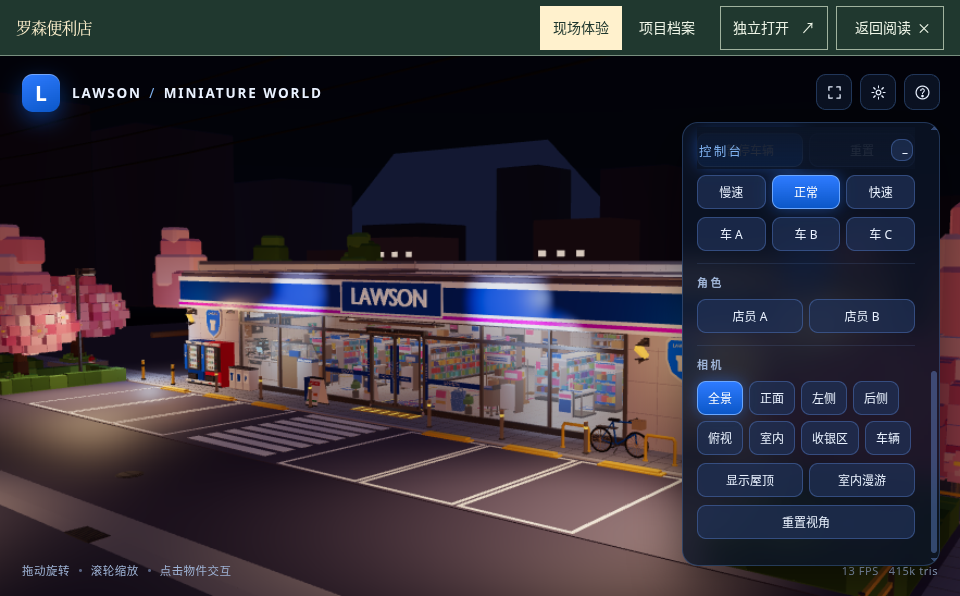 罗森便利店
现场体验 项目档案 独立打开 ↗ 返回阅读 ×
L LAWSON / MINIATURE WORLD
控制台
重置
慢速 正常 快速
车 A 车 B 车 C
角色
店员 A 店员 B
相机
全景 正面 左侧 后侧
俯视 室内 收银区 车辆
显示屋顶 室内漫游
重置视角
LAWSON
拖动旋转 • 滚轮缩放 • 点击物件交互
13 FPS 415k tris